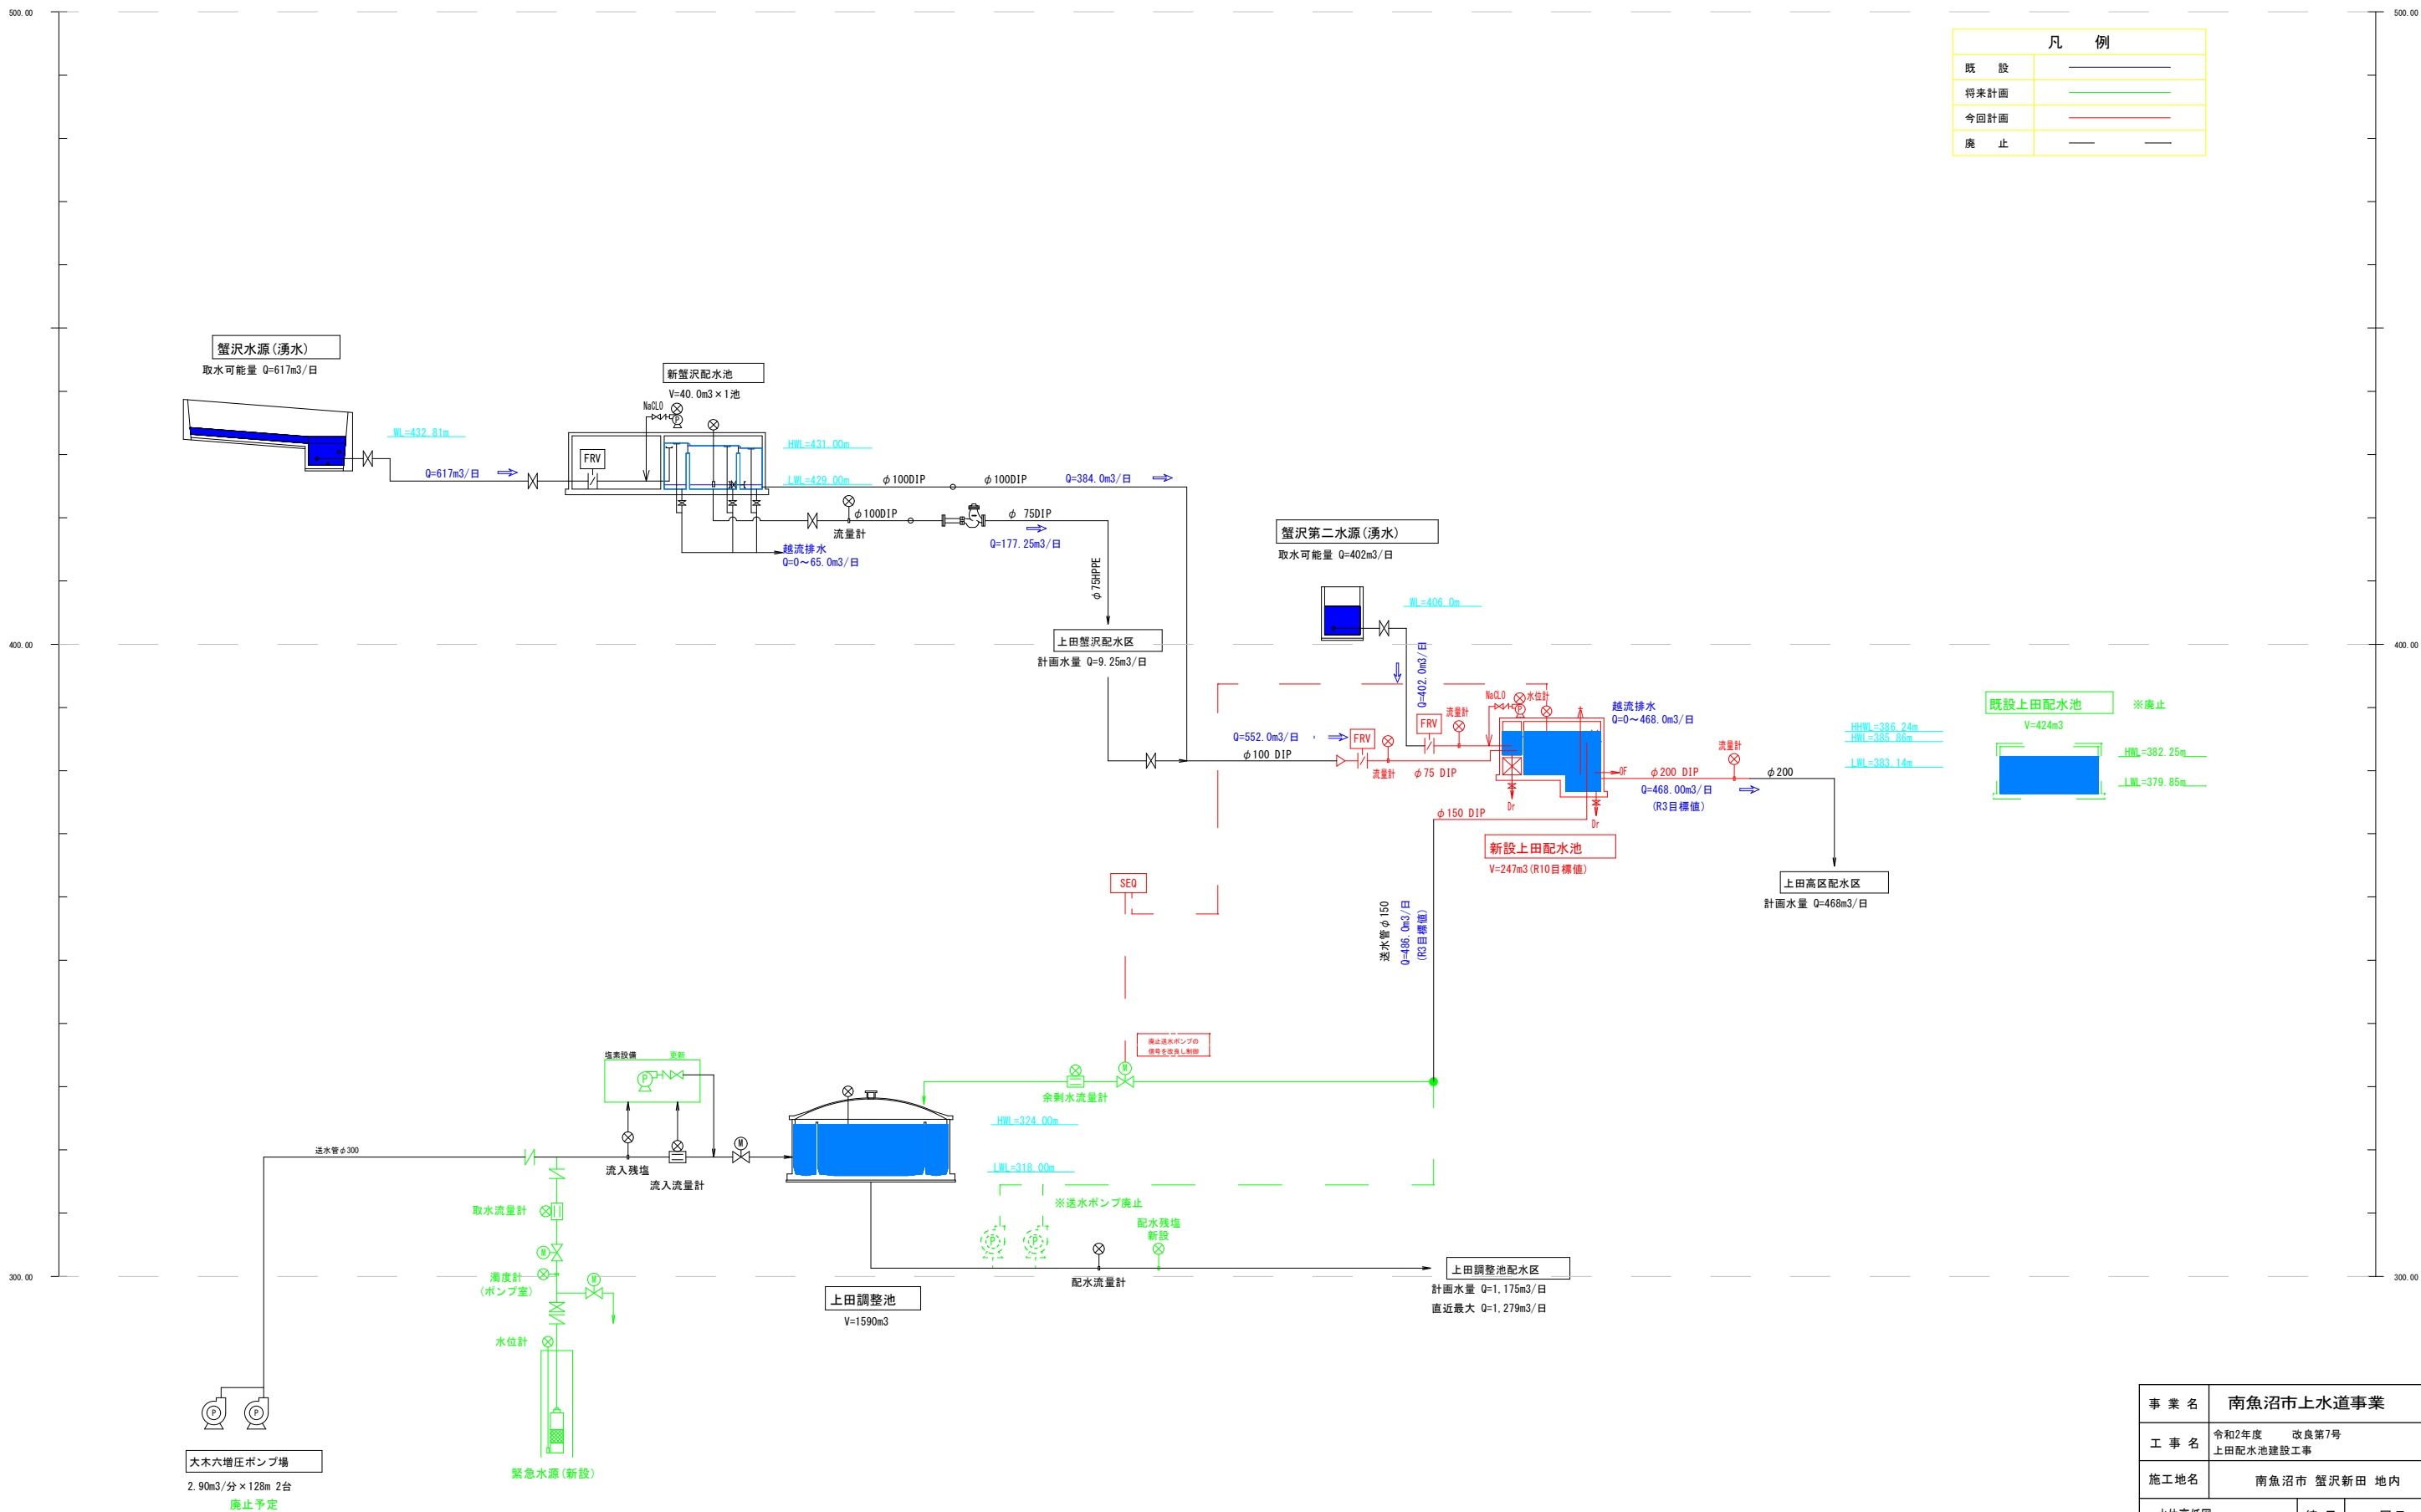 500.00
500.00
凡 例
既 設
将来計画
今回計画
廃 止
蟹沢水源(湧水)
取水可能量 Q=617m3/日
WL=432.81m
Q=617m3/日
新蟹沢配水池
V=40.0m3×1池
NaCLO
P
FRV
HWL=431.00m
LWL=429.00m
φ100DIP
φ100DIP
Q=384.0m3/日
φ100DIP
流量計
φ 75DIP
Q=177.25m3/日
越流排水
Q=0～65.0m3/日
φ75HPPE
上田蟹沢配水区
計画水量 Q=9.25m3/日
蟹沢第二水源(湧水)
取水可能量 Q=402m3/日
WL=406.0m
Q=402.0m3/日
400.00
400.00
Q=552.0m3/日
φ100 DIP
FRV
流量計
FRV
流量計
φ75 DIP
NaCLO
P
水位計
越流排水
Q=0～468.0m3/日
OF
Dr
Dr
φ200 DIP
流量計
φ200
Q=468.00m3/日
(R3目標値)
HHWL=386.24m
HWL=385.86m
LWL=383.14m
既設上田配水池
※廃止
V=424m3
HWL=382.25m
LWL=379.85m
φ150 DIP
新設上田配水池
V=247m3(R10目標値)
上田高区配水区
計画水量 Q=468m3/日
SEQ
送水管φ150
Q=486.0m3/日
(R3目標値)
廃止送水ポンプの
信号を改良し制御
塩素設備
更新
P
M
余剰水流量計
HWL=324.00m
LWL=318.00m
送水管φ300
流入残塩
流入流量計
M
取水流量計
M
濁度計
(ポンプ室)
M
水位計
緊急水源(新設)
※送水ポンプ廃止
P
P
配水残塩
新設
配水流量計
300.00
300.00
上田調整池
V=1590m3
上田調整池配水区
計画水量 Q=1,175m3/日
直近最大 Q=1,279m3/日
P
P
大木六増圧ポンプ場
2.90m3/分×128m 2台
廃止予定
事 業 名
南魚沼市上水道事業
工 事 名
令和2年度 改良第7号
上田配水池建設工事
施工地名
南魚沼市 蟹沢新田 地内